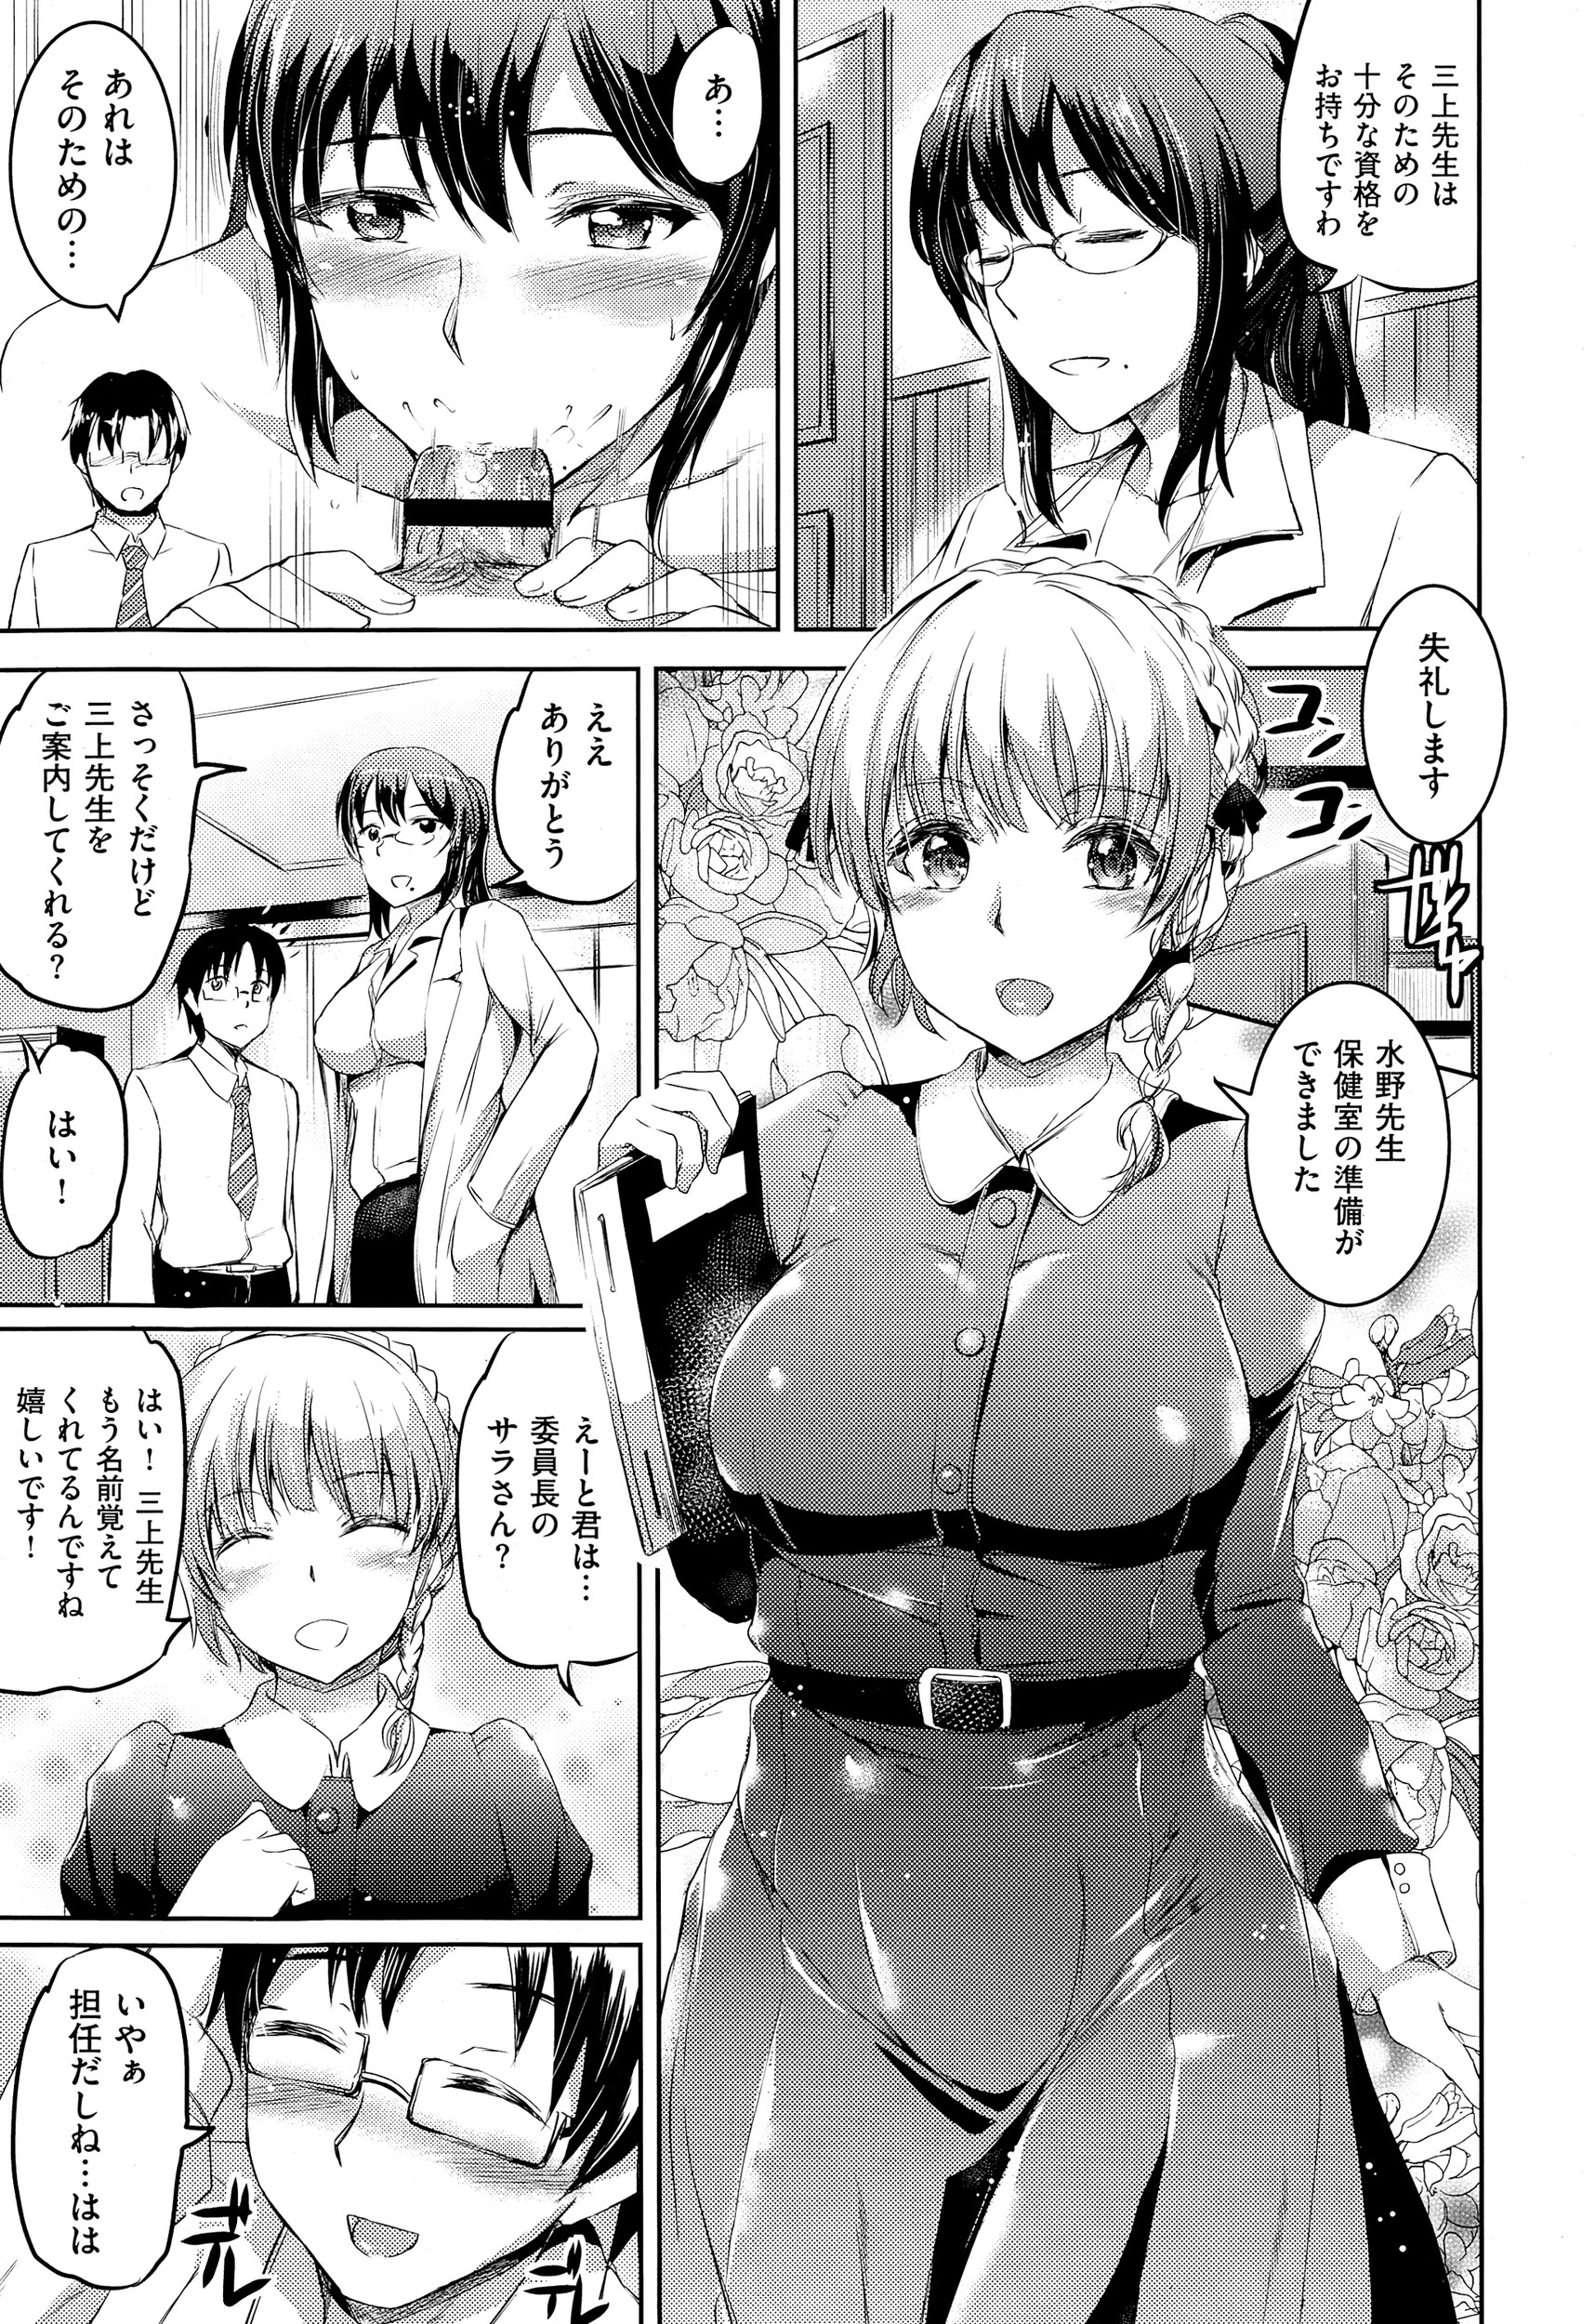 三上先生は
そのための
十分な資格を
お持ちですわ
あ…
あれは
そのための…
失礼します
コン
コン
ガチャ
水野先生
保健室の準備が
できました
ええ
ありがとう
さっそくだけど
三上先生を
ご案内してくれる？
はい！
えーと君は…
委員長の
サラさん？
はい！三上先生
もう名前覚えて
くれてるんですね
嬉しいです！
いやぁ
担任だしね…はは
デレ
デレ